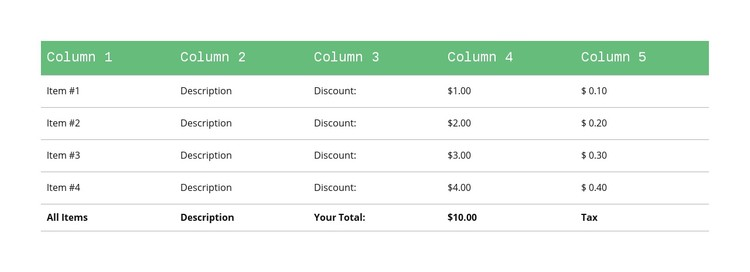 Column 1 Column 2 Column 3 Column 4 Column 5
Item #1 Description Discount: $1.00 $ 0.10
Item #2 Description Discount: $2.00 $ 0.20
Item #3 Description Discount: $3.00 $ 0.30
Item #4 Description Discount: $4.00 $ 0.40
All Items Description Your Total: $10.00 Tax